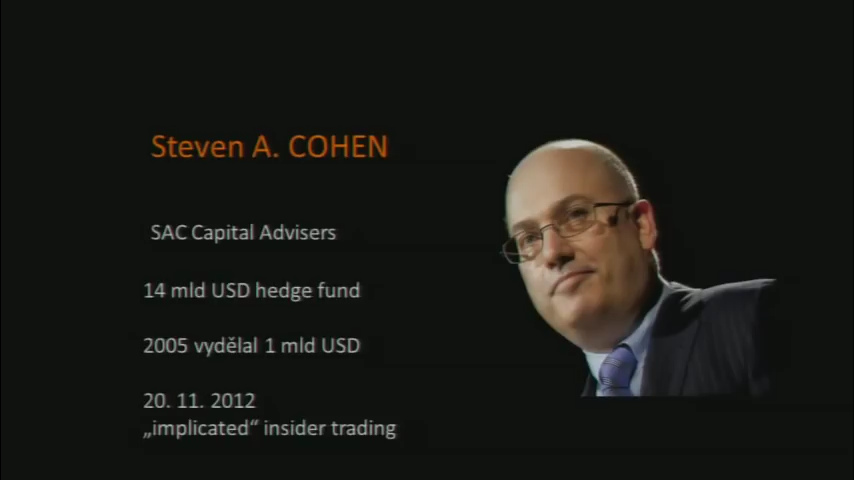 Steven A. COHEN
SAC Capital Advisers
14 mld USD hedge fund
2005 vydělal 1 mld USD
20. 11. 2012
„implicated“ insider trading